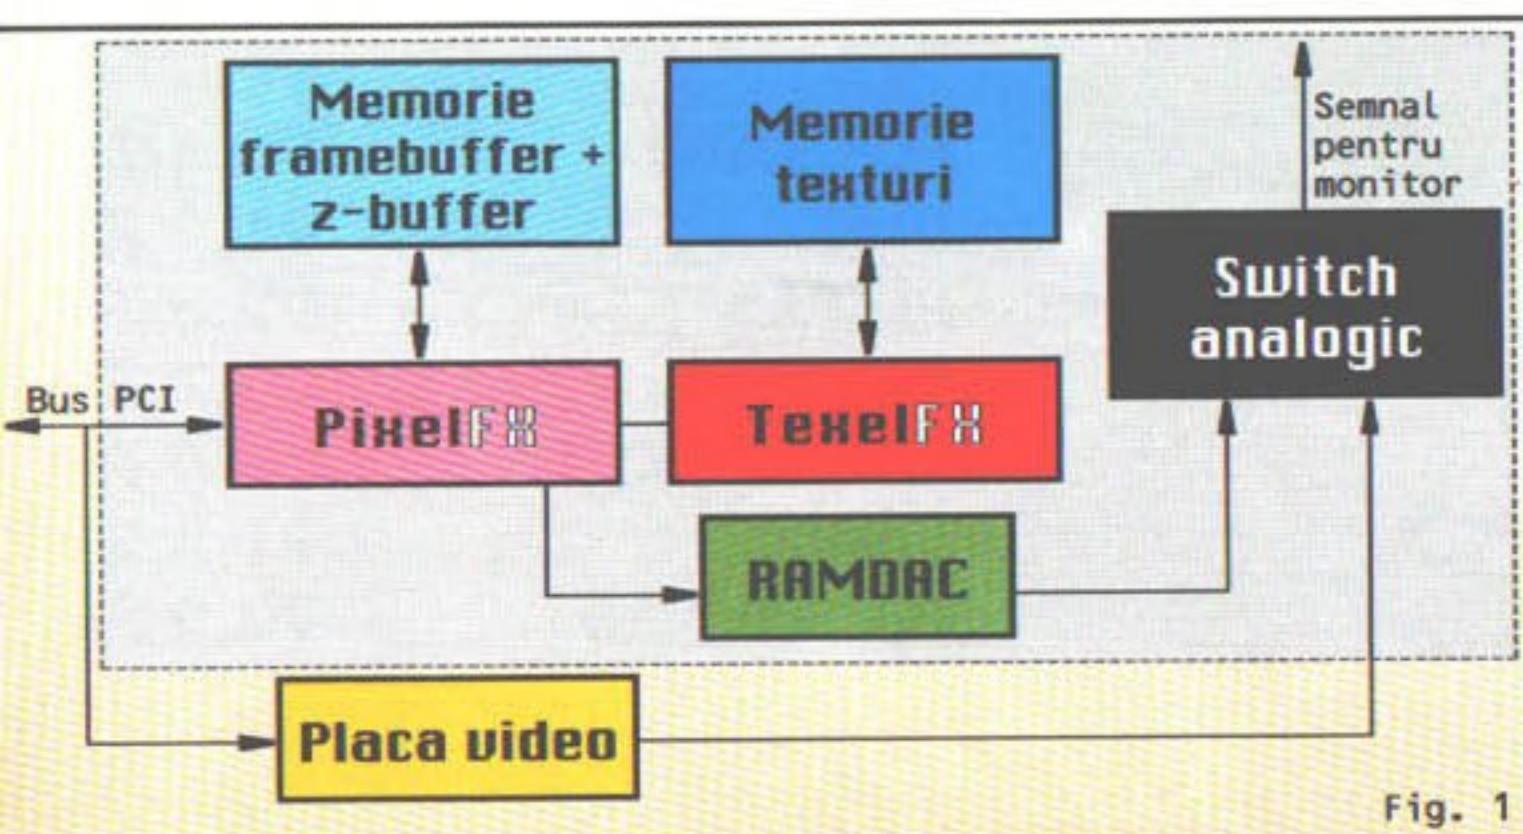 Memorie
framebuffer +
z-buffer
Memorie
texturi
Semnal
pentru
monitor
Switch
analogic
Bus PCI
PixelFX
TexelFX
RAMDAC
Placa video
Fig. 1